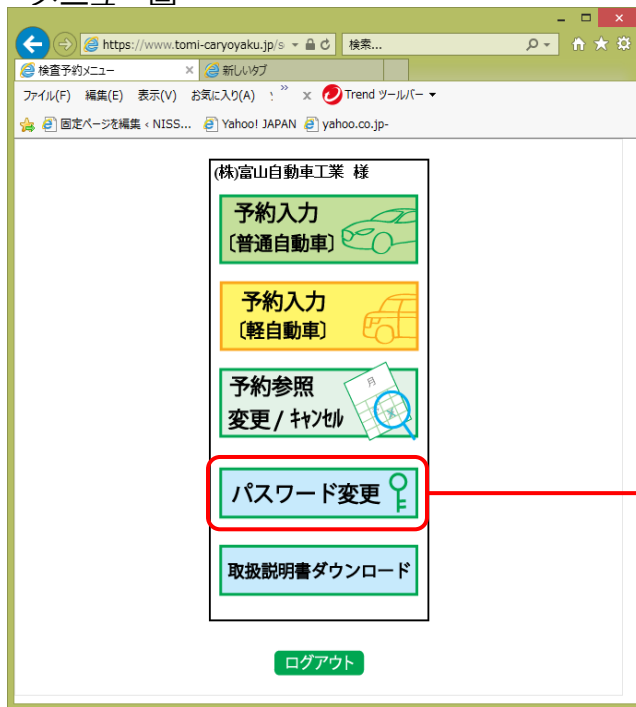 メニュー画
https://www.tomi-caryoyaku.jp/s
検索...
検査予約メニュー
新しいタブ
ファイル(F) 編集(E) 表示(V) お気に入り(A)
x Trend ツールバー
固定ページを編集 ‹ NISS... Yahoo! JAPAN yahoo.co.jp-
(株)富山自動車工業 様
予約入力
〔普通自動車〕
予約入力
〔軽自動車〕
予約参照
月
変更/ｷｬﾝｾﾙ
パスワード変更
取扱説明書ダウンロード
ログアウト